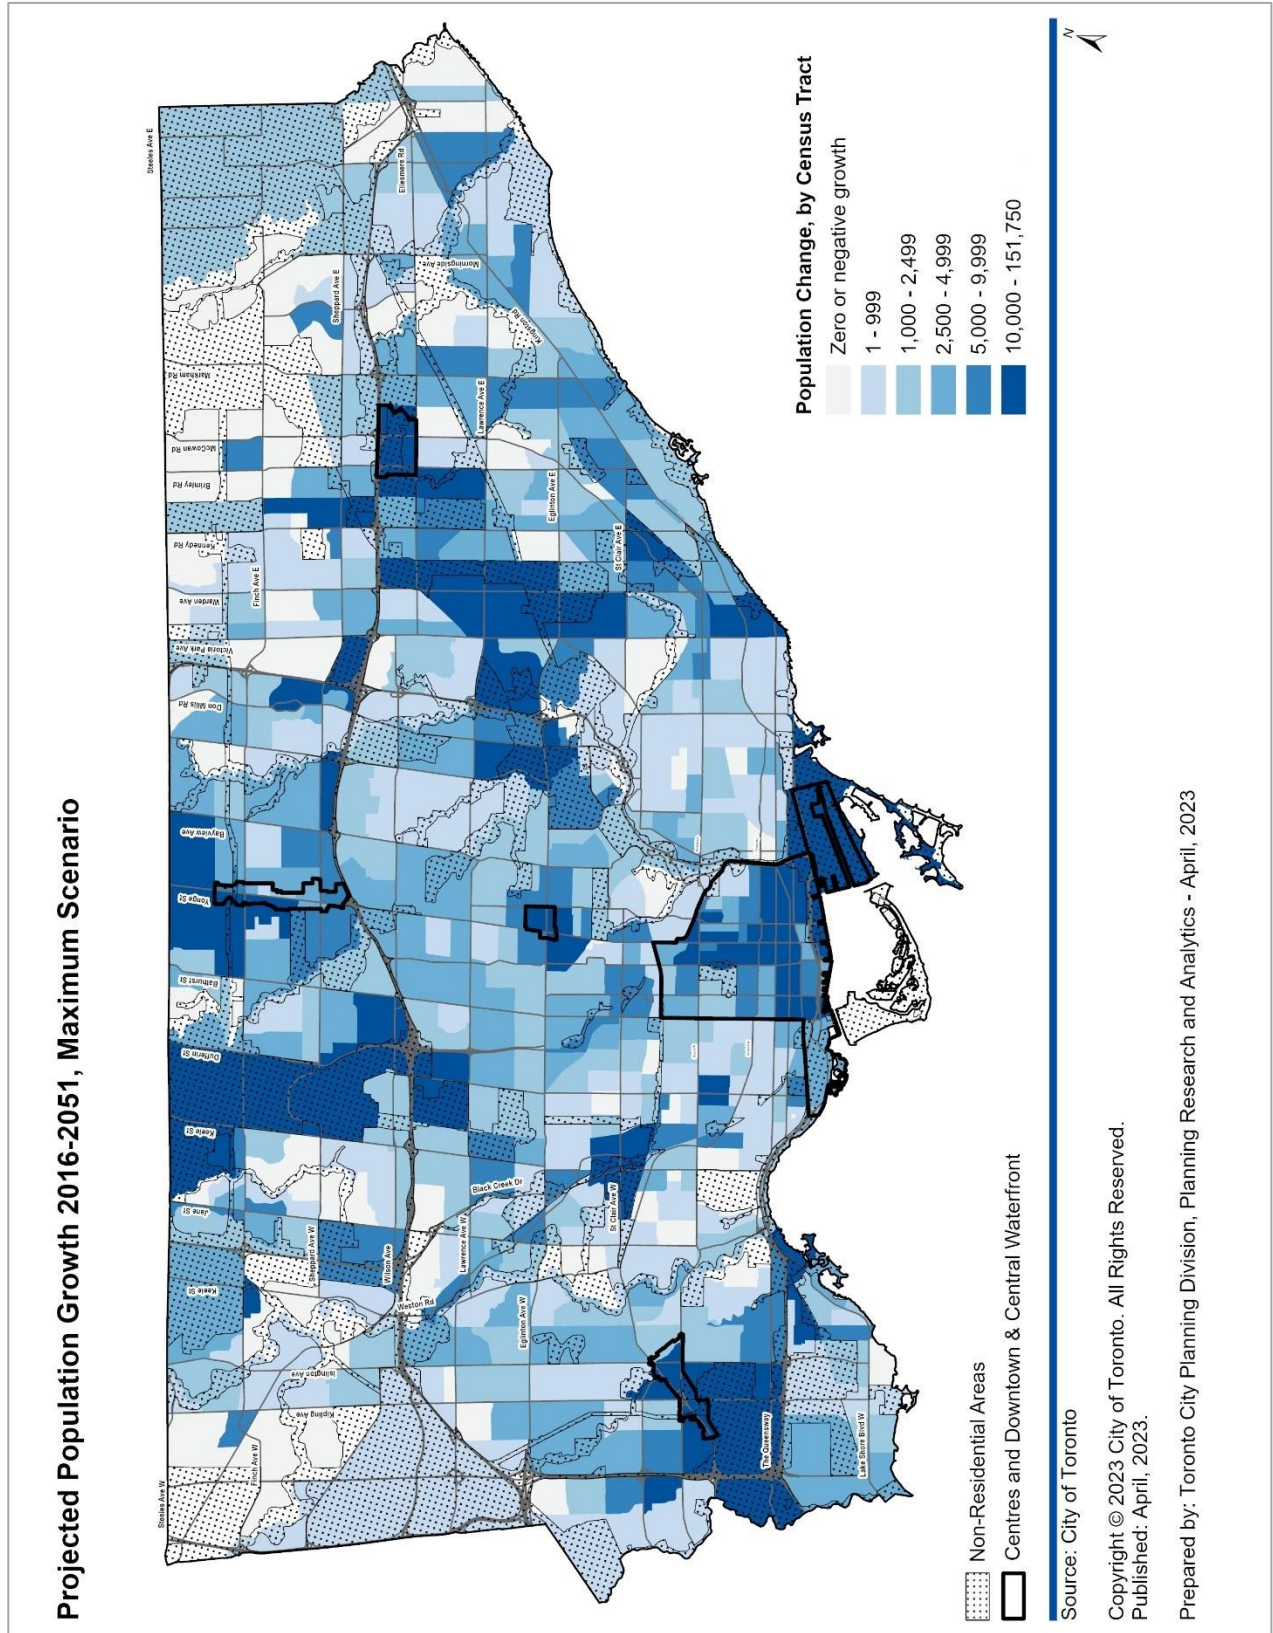 Projected Population Growth 2016-2051, Maximum Scenario
Steeles Ave W
Steeles Ave E
Finch Ave W
Kipling Ave
Islington Ave
Keele St
Jane St
Keele St
Dufferin St
Bathurst St
Yonge St
Bayview Ave
Don Mills Rd
Victoria Park Ave
Warden Ave
Kennedy Rd
Brimley Rd
McCowan Rd
Markham Rd
Finch Ave E
Sheppard Ave W
Sheppard Ave E
Wilson Ave
Ellesmere Rd
Morningside Ave.
Weston Rd
Lawrence Ave W
Black Creek Dr
Lawrence Ave E
Kingston Rd
Eglinton Ave W
Eglinton Ave E
St Clair Ave W
St Clair Ave E
The Queensway
Lake Shore Blvd W
Population Change, by Census Tract
Zero or negative growth
1 - 999
1,000 - 2,499
2,500 - 4,999
5,000 - 9,999
10,000 - 151,750
Non-Residential Areas
Centres and Downtown & Central Waterfront
Source: City of Toronto
N
Copyright © 2023 City of Toronto. All Rights Reserved.
Published: April, 2023.
Prepared by: Toronto City Planning Division, Planning Research and Analytics - April, 2023